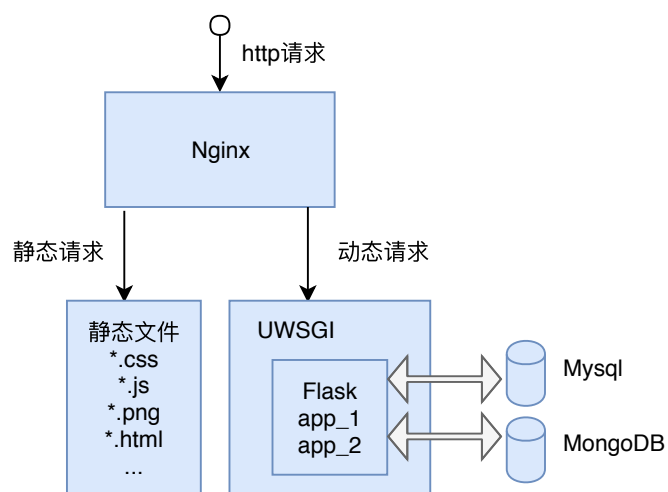 http请求
Nginx
静态请求
动态请求
静态文件
*.css
*.js
*.png
*.html
...
UWSGI
Flask
app_1
app_2
Mysql
MongoDB